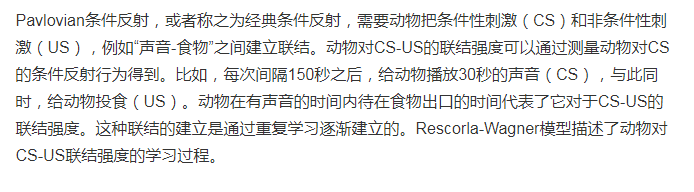 Pavlovian条件反射，或者称之为经典条件反射，需要动物把条件性刺激（CS）和非条件性刺
激（US），例如“声音-食物”之间建立联结。动物对CS-US的联结强度可以通过测量动物对CS
的条件反射行为得到。比如，每次间隔150秒之后，给动物播放30秒的声音（CS），与此同
时，给动物投食（US）。动物在有声音的时间内待在食物出口的时间代表了它对于CS-US的
联结强度。这种联结的建立是通过重复学习逐渐建立的。Rescorla-Wagner模型描述了动物对
CS-US联结强度的学习过程。